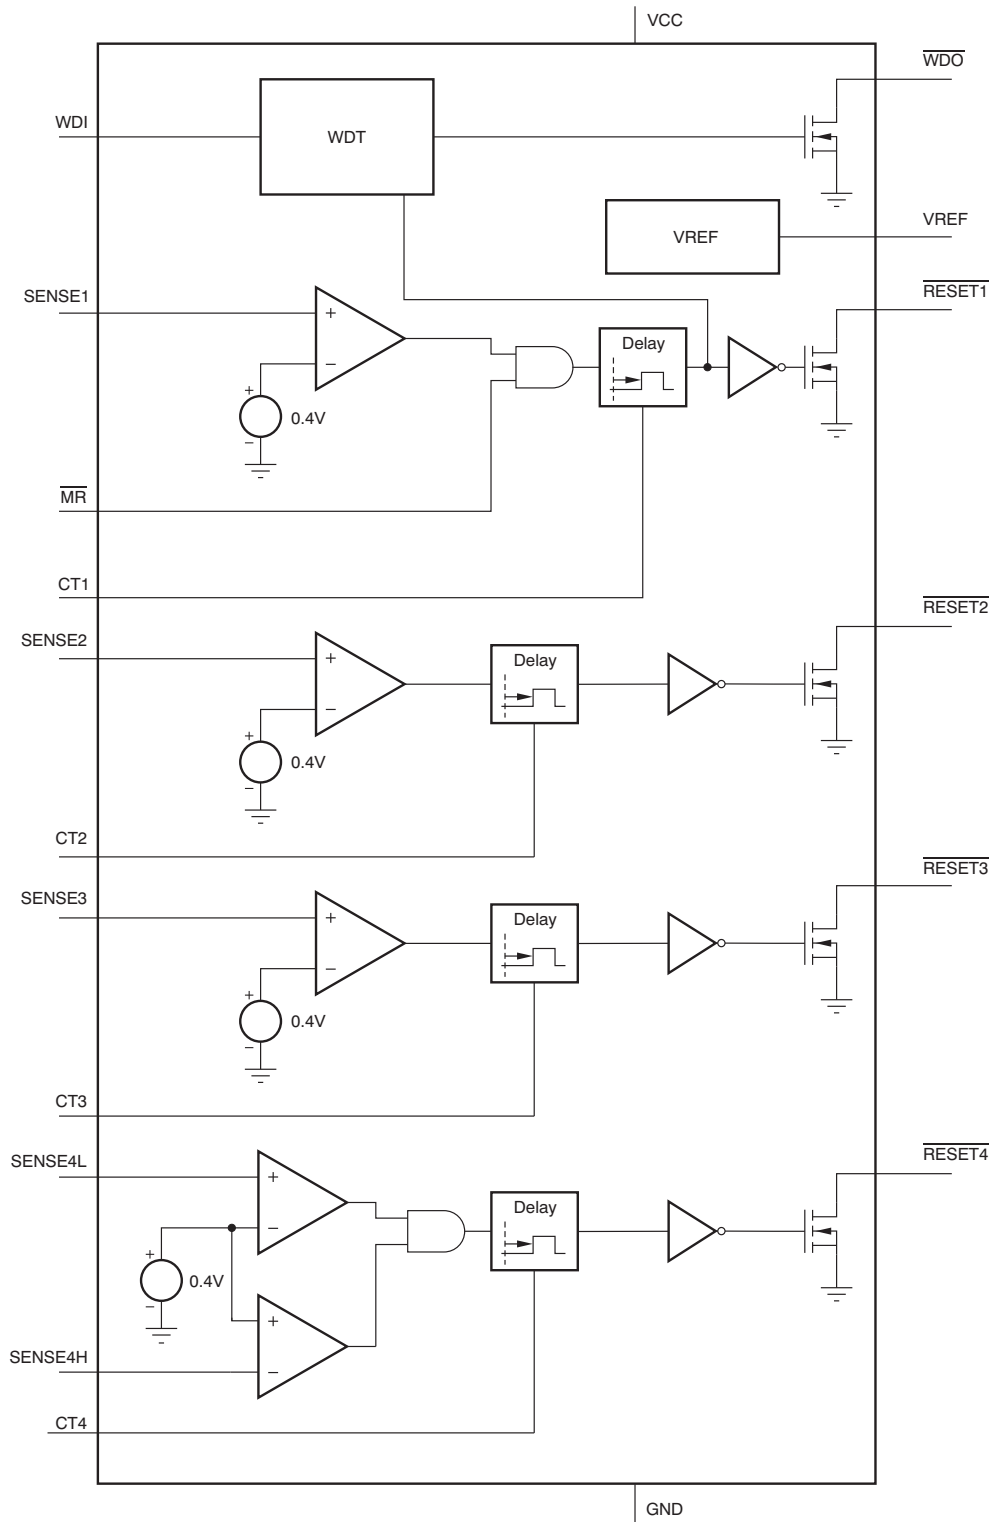 VCC
WDO
WDI
WDT
VREF
VREF
SENSE1
RESET1
+
Delay
−
+
0.4V
−
MR
CT1
RESET2
SENSE2
+
Delay
−
+
0.4V
−
CT2
RESET3
SENSE3
+
Delay
−
+
0.4V
−
CT3
RESET4
SENSE4L
+
Delay
−
+
0.4V
−
+
SENSE4H
−
CT4
GND